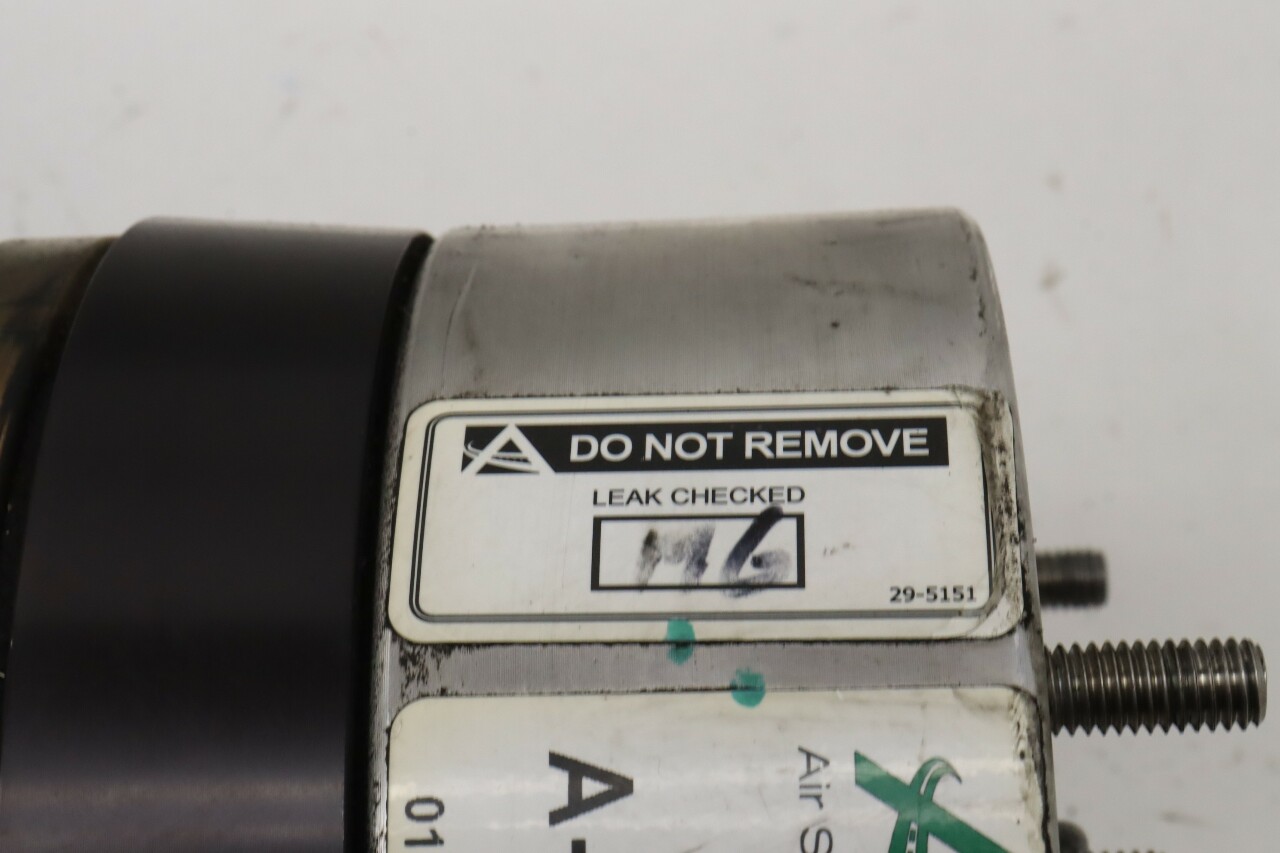 DO NOT REMOVE
LEAK CHECKED
MG
29-5151
A-
Air S
01